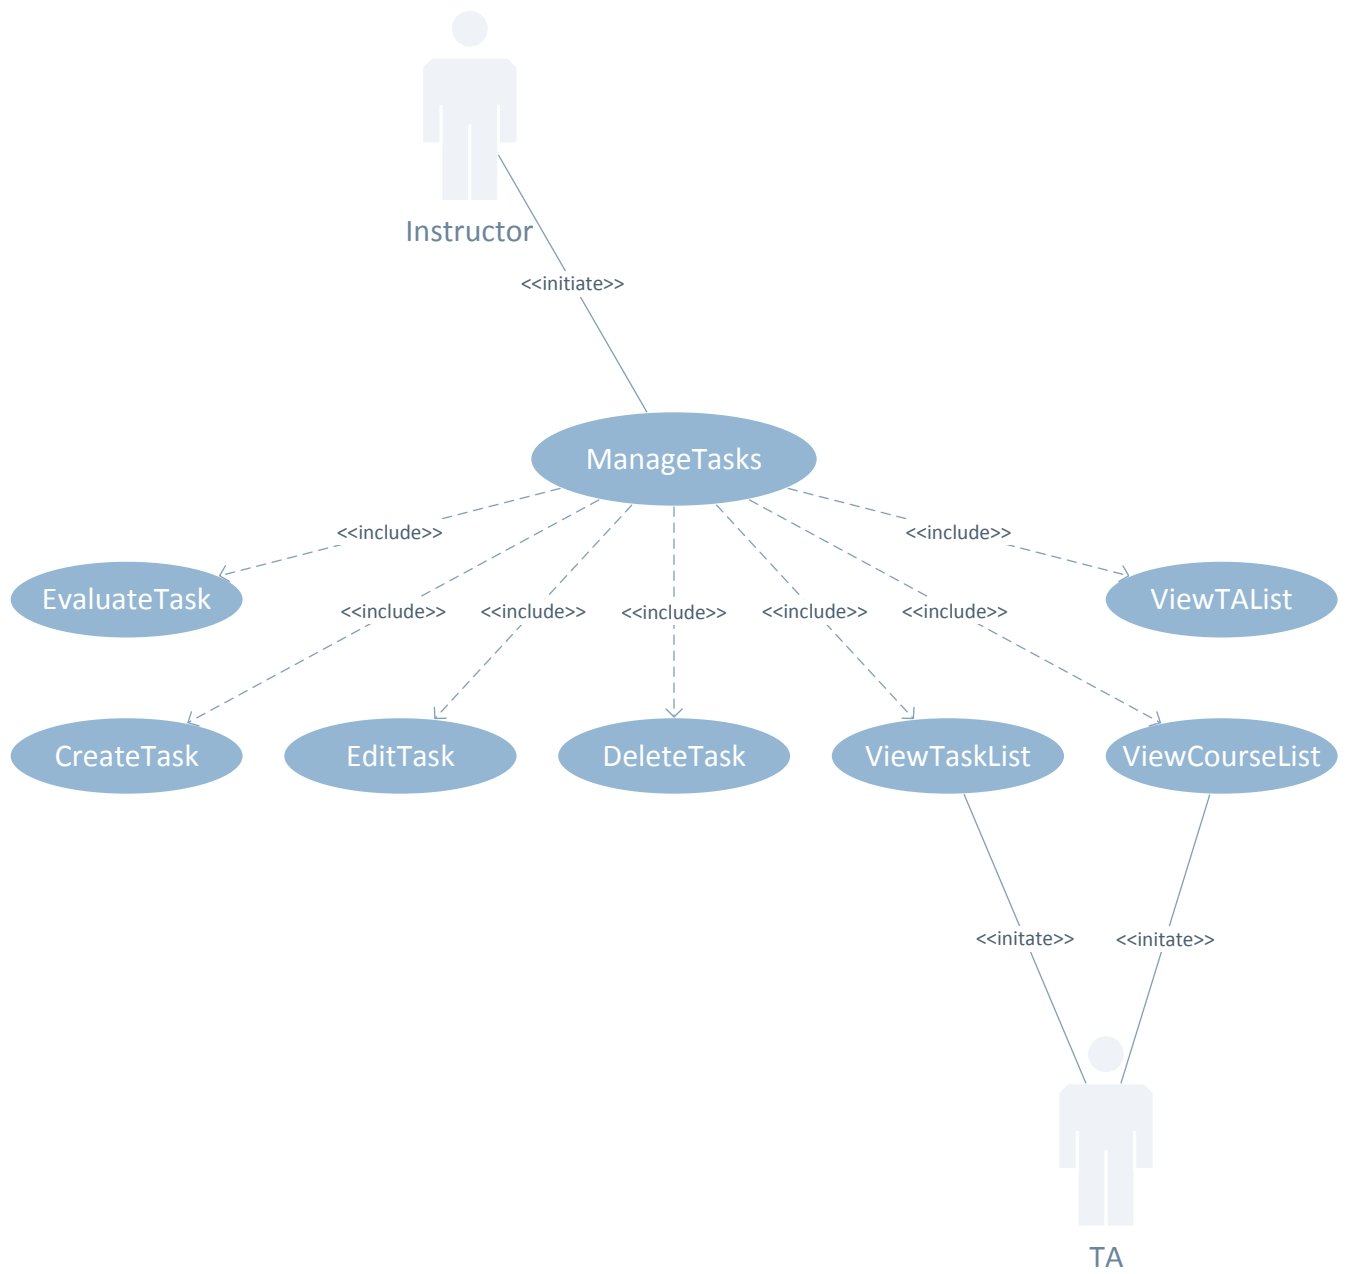 Instructor
<<initiate>>
ManageTasks
<<include>>
<<include>>
EvaluateTask
ViewTAList
<<include>>
<<include>>
<<include>>
<<include>>
<<include>>
CreateTask
EditTask
DeleteTask
ViewTaskList
ViewCourseList
<<initate>>
<<initate>>
TA